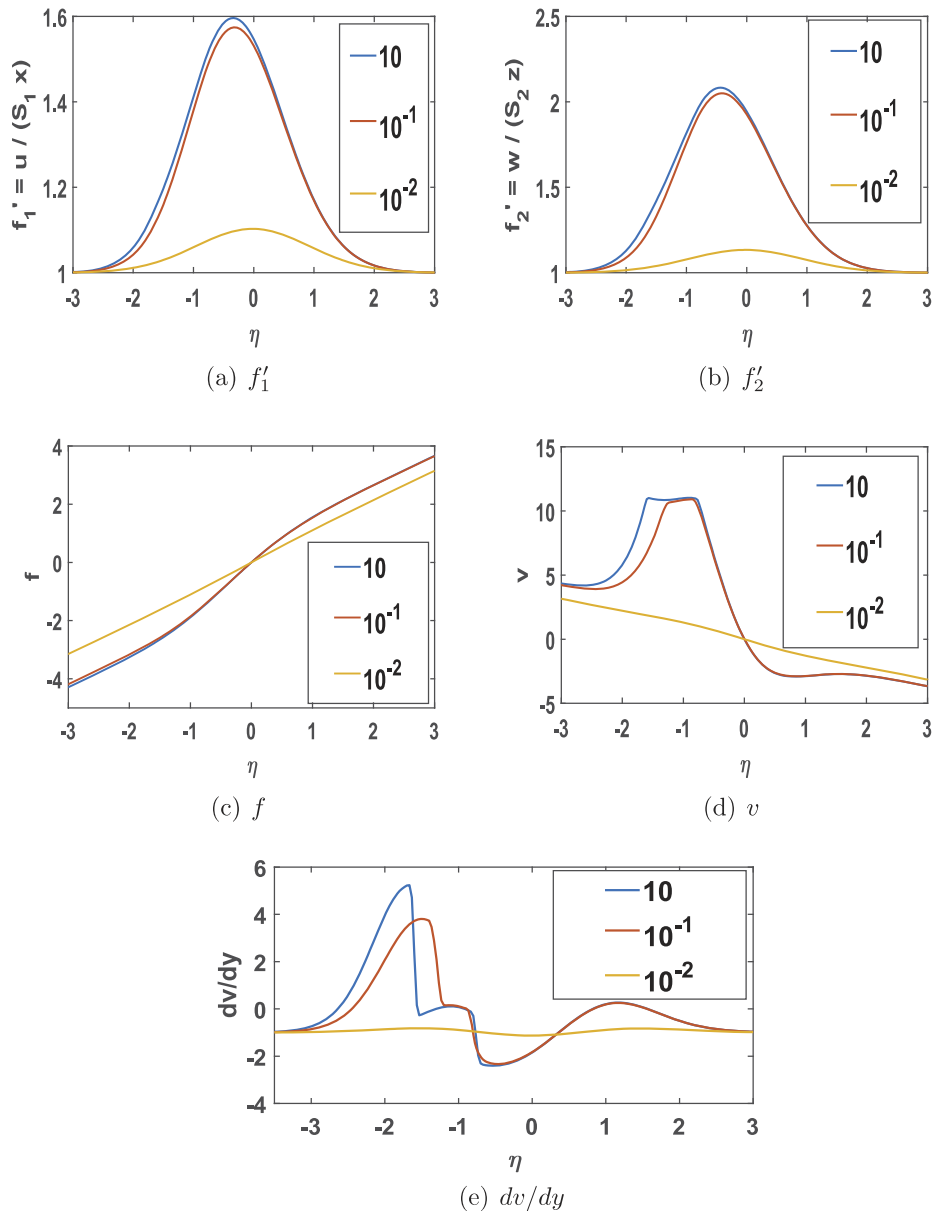 f₁' = u / (S₁ x)
1.6
1.4
1.2
1
-3 -2 -1 0 1 2 3
η
10
10⁻¹
10⁻²
(a) f′₁
f₂' = w / (S₂ z)
2.5
2
1.5
1
-3 -2 -1 0 1 2 3
η
10
10⁻¹
10⁻²
(b) f′₂
f
4
2
0
-2
-4
-3 -2 -1 0 1 2 3
η
10
10⁻¹
10⁻²
(c) f
v
15
10
5
0
-5
-3 -2 -1 0 1 2 3
η
10
10⁻¹
10⁻²
(d) v
dv/dy
6
4
2
0
-2
-4
-3 -2 -1 0 1 2 3
η
10
10⁻¹
10⁻²
(e) dv/dy